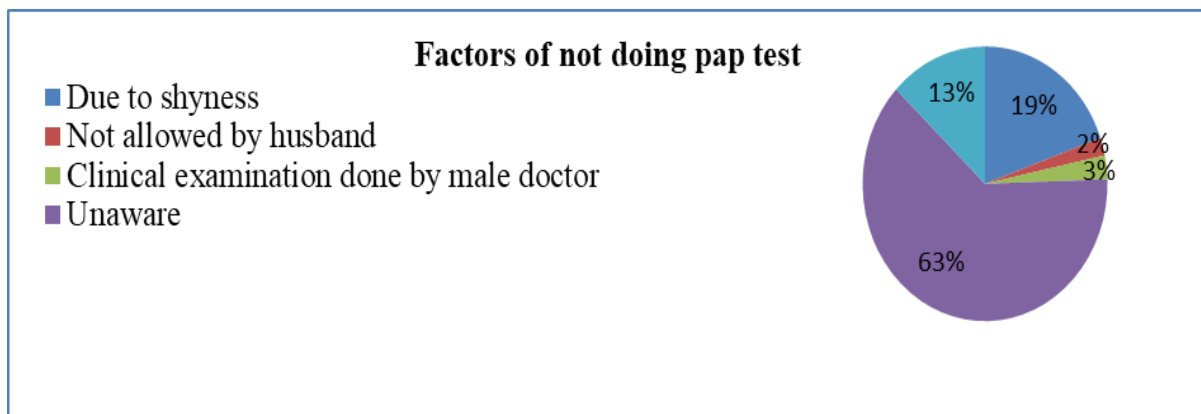 Factors of not doing pap test
Due to shyness
Not allowed by husband
Clinical examination done by male doctor
Unaware
13%
19%
2%
3%
63%